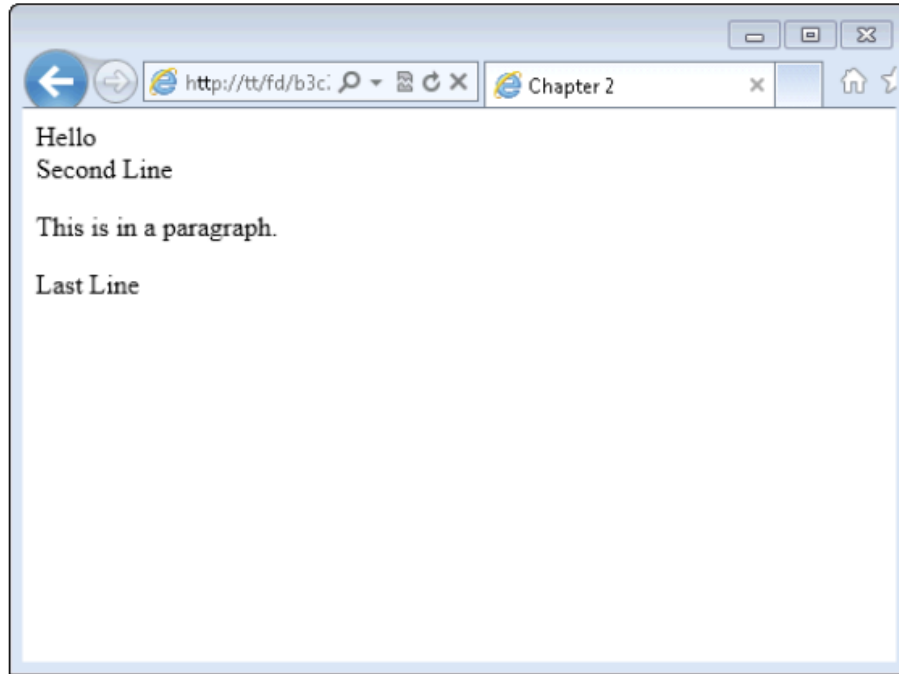 http://tt/fd/b3c
Chapter 2
Hello
Second Line
This is in a paragraph.
Last Line